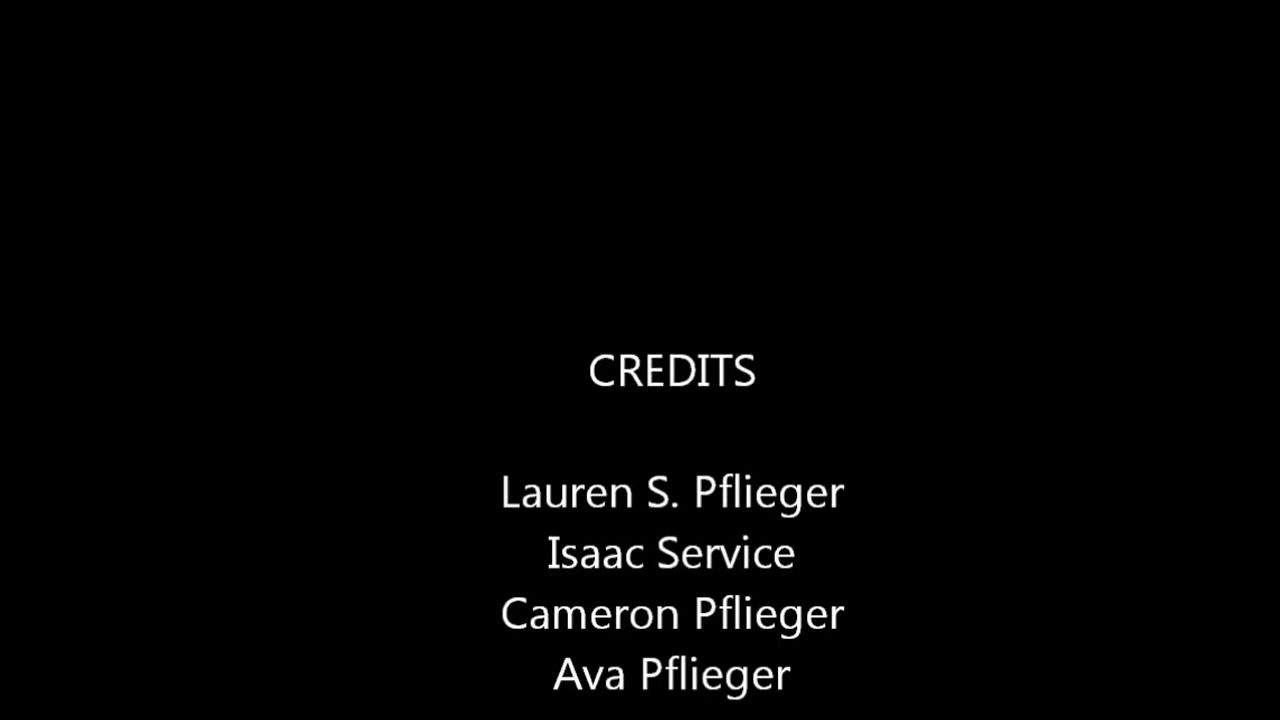 CREDITS
Lauren S. Pflieger
Isaac Service
Cameron Pflieger
Ava Pflieger